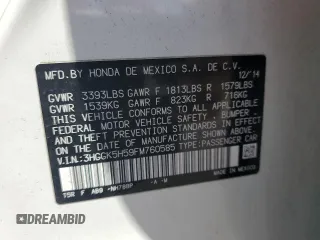 MFD.BY HONDA DE MEXICO S.A. DE C.V.
12/14
GVWR 3393LBS GAWR F 1813LBS R 1579LBS
GVWR 1539KG GAWR F 823KG R 716KG
THIS VEHICLE CONFORMS TO ALL APPLICABLE
FEDERAL MOTOR VEHICLE SAFETY, BUMPER,
AND THEFT PREVENTION STANDARDS IN EFFECT
ON THE DATE OF MANUFACTURE SHOWN ABOVE.
V.I.N.: 3HGGK5H59FM760585 TYPE: PASSENGER CAR
MADE IN MEXICO